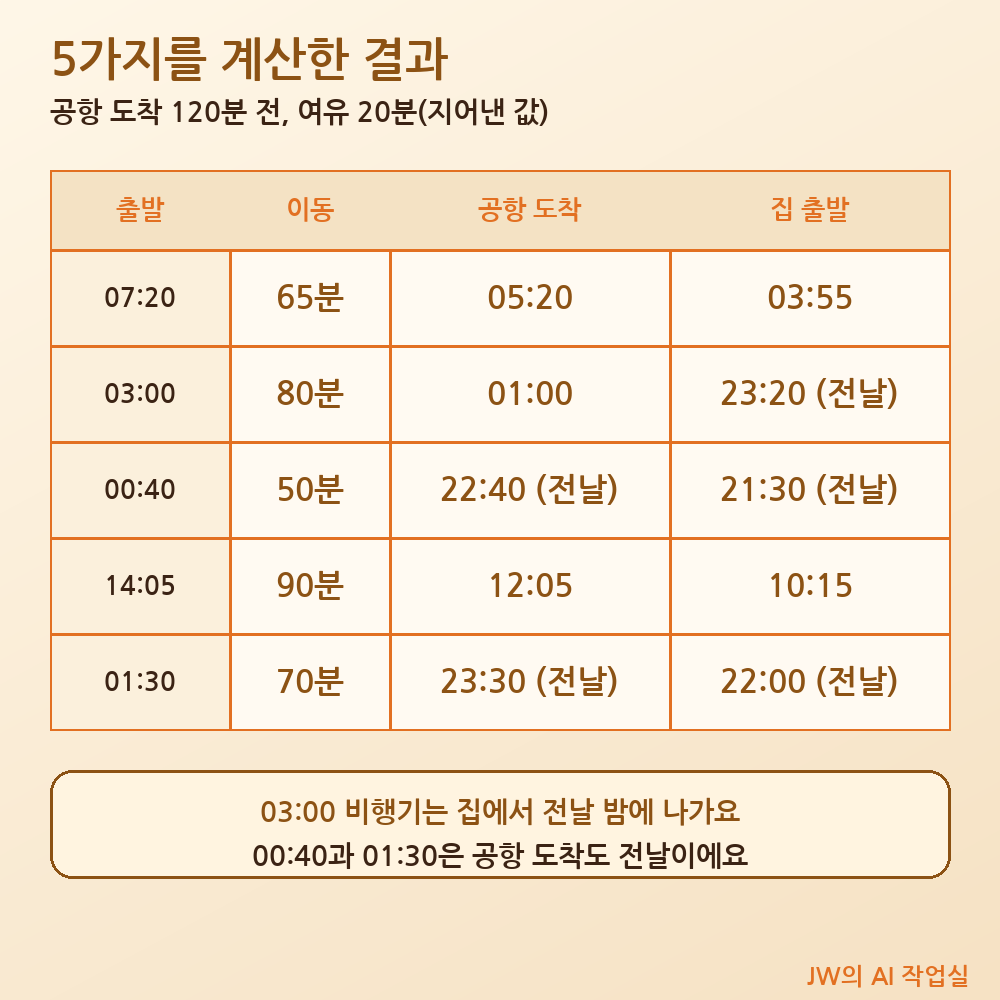 5가지를 계산한 결과
공항 도착 120분 전, 여유 20분(지어낸 값)
출발 이동 공항 도착 집 출발
07:20 65분 05:20 03:55
03:00 80분 01:00 23:20 (전날)
00:40 50분 22:40 (전날) 21:30 (전날)
14:05 90분 12:05 10:15
01:30 70분 23:30 (전날) 22:00 (전날)
03:00 비행기는 집에서 전날 밤에 나가요
00:40과 01:30은 공항 도착도 전날이에요
JW의 AI 작업실